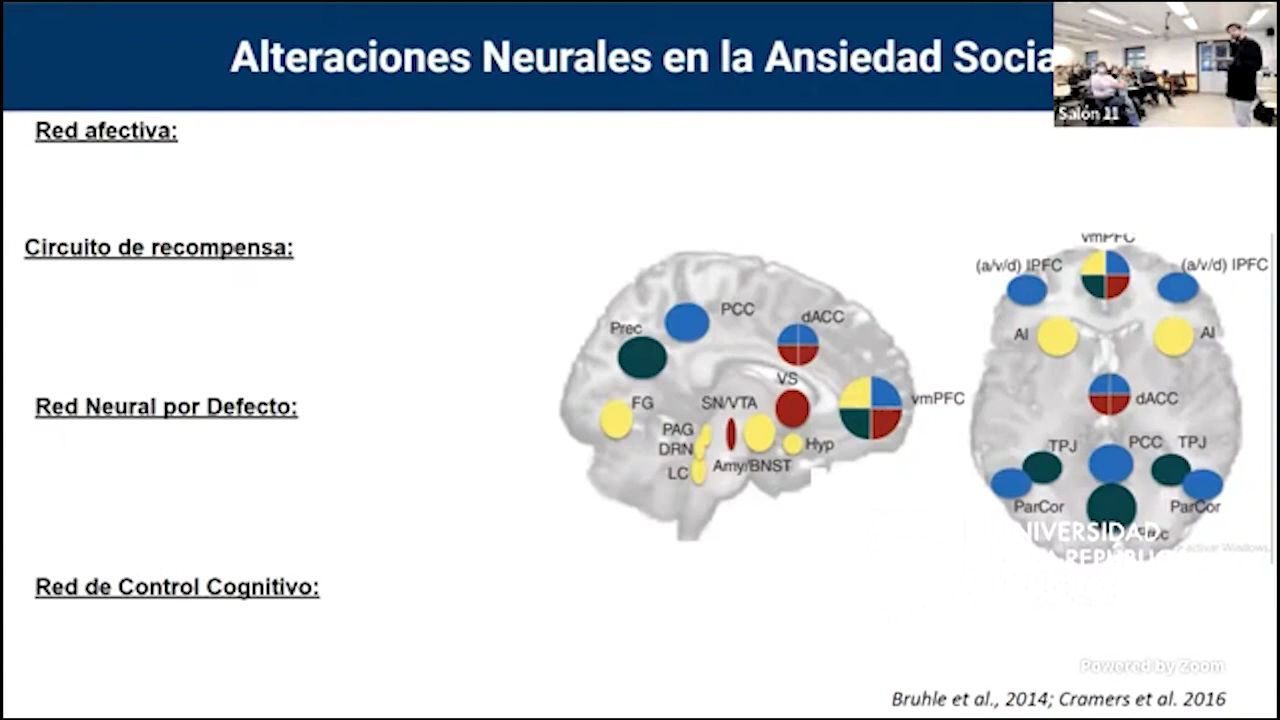 Alteraciones Neurales en la Ansiedad Socia
Salón 11
Red afectiva:
Circuito de recompensa:
Red Neural por Defecto:
Red de Control Cognitivo:
PCC
dACC
Prec
VS
FG
SN/VTA
vmPFC
PAG
DRN
Hyp
Amy/BNST
LC
vmPFC
(a/v/d) lPFC
(a/v/d) lPFC
AI
AI
dACC
TPJ
PCC
TPJ
ParCor
ParCor
UNIVERSIDAD
Powered by Zoom
Bruhle et al., 2014; Cramers et al. 2016